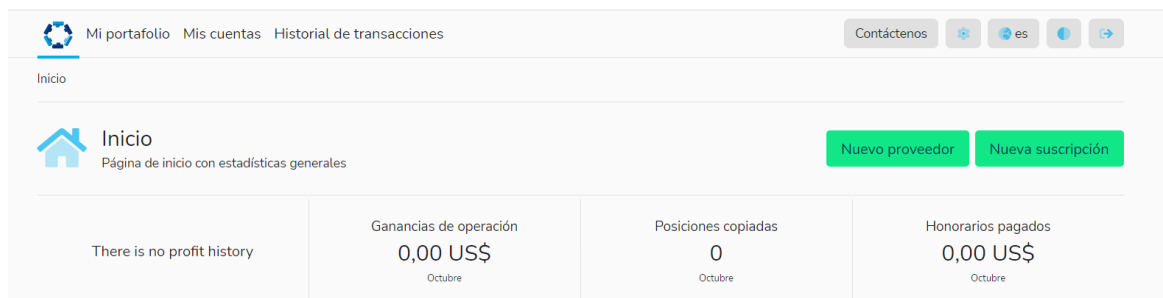 Mi portafolio Mis cuentas Historial de transacciones Contáctenos es
Inicio
Inicio
Página de inicio con estadísticas generales
Nuevo proveedor Nueva suscripción
There is no profit history
Ganancias de operación
0,00 US$
Octubre
Posiciones copiadas
0
Octubre
Honorarios pagados
0,00 US$
Octubre